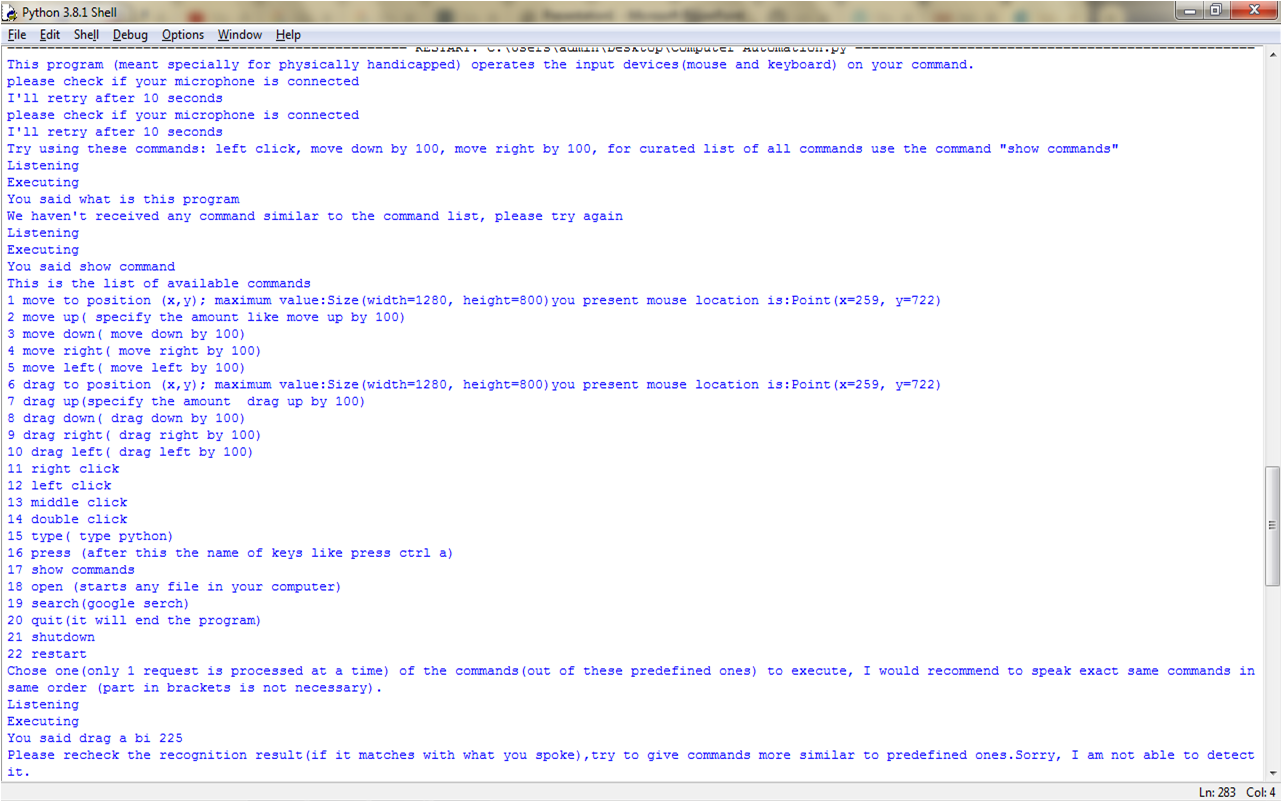 Python 3.8.1 Shell
File Edit Shell Debug Options Window Help
RESTART: C:\Users\admin\Desktop\Computer Automation.py
This program (meant specially for physically handicapped) operates the input devices(mouse and keyboard) on your command.
please check if your microphone is connected
I'll retry after 10 seconds
please check if your microphone is connected
I'll retry after 10 seconds
Try using these commands: left click, move down by 100, move right by 100, for curated list of all commands use the command "show commands"
Listening
Executing
You said what is this program
We haven't received any command similar to the command list, please try again
Listening
Executing
You said show command
This is the list of available commands
1 move to position (x,y); maximum value:Size(width=1280, height=800)you present mouse location is:Point(x=259, y=722)
2 move up( specify the amount like move up by 100)
3 move down( move down by 100)
4 move right( move right by 100)
5 move left( move left by 100)
6 drag to position (x,y); maximum value:Size(width=1280, height=800)you present mouse location is:Point(x=259, y=722)
7 drag up(specify the amount  drag up by 100)
8 drag down( drag down by 100)
9 drag right( drag right by 100)
10 drag left( drag left by 100)
11 right click
12 left click
13 middle click
14 double click
15 type( type python)
16 press (after this the name of keys like press ctrl a)
17 show commands
18 open (starts any file in your computer)
19 search(google serch)
20 quit(it will end the program)
21 shutdown
22 restart
Chose one(only 1 request is processed at a time) of the commands(out of these predefined ones) to execute, I would recommend to speak exact same commands in
same order (part in brackets is not necessary).
Listening
Executing
You said drag a bi 225
Please recheck the recognition result(if it matches with what you spoke),try to give commands more similar to predefined ones.Sorry, I am not able to detect
it.
Ln: 283 Col: 4